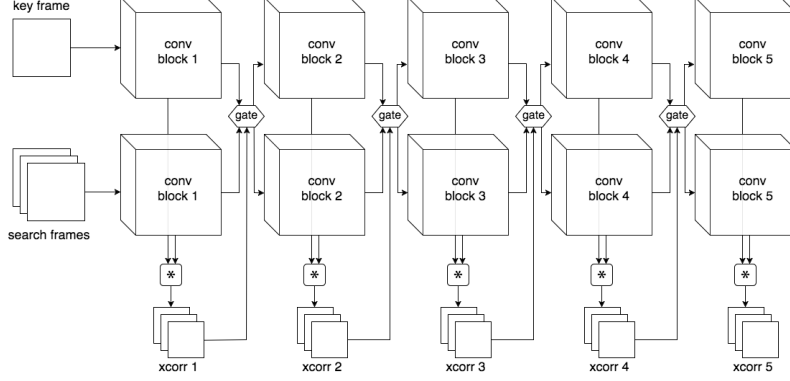 key frame
conv
block 1
conv
block 2
conv
block 3
conv
block 4
conv
block 5
gate
gate
gate
gate
conv
block 1
conv
block 2
conv
block 3
conv
block 4
conv
block 5
search frames
*
*
*
*
*
xcorr 1
xcorr 2
xcorr 3
xcorr 4
xcorr 5